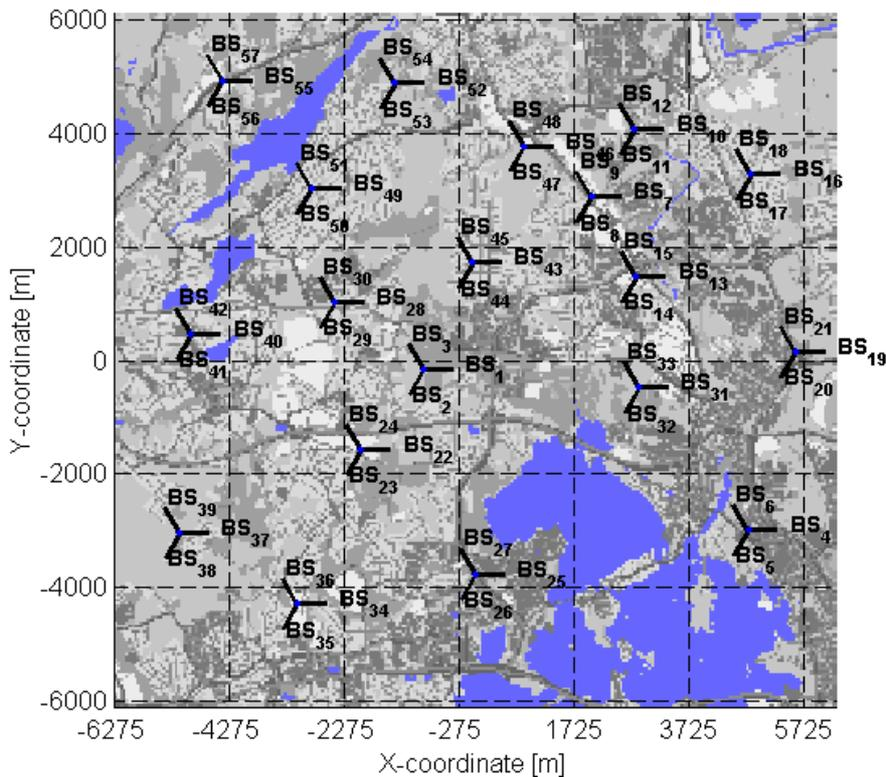 6000
BS57
BS55
BS56
BS54
BS52
BS53
4000
BS48
BS46
BS47
BS12
BS10
BS11
BS9
BS7
BS8
BS18
BS16
BS17
BS51
BS49
BS50
2000
BS45
BS43
BS44
BS15
BS13
BS14
BS30
BS28
BS29
BS42
BS40
BS41
0
BS3
BS1
BS2
BS21
BS19
BS20
BS33
BS31
BS32
BS24
BS22
BS23
-2000
BS39
BS37
BS38
BS6
BS4
BS5
BS27
BS25
BS26
-4000
BS36
BS34
BS35
-6000
-6275 -4275 -2275 -275 1725 3725 5725
X-coordinate [m]
Y-coordinate [m]